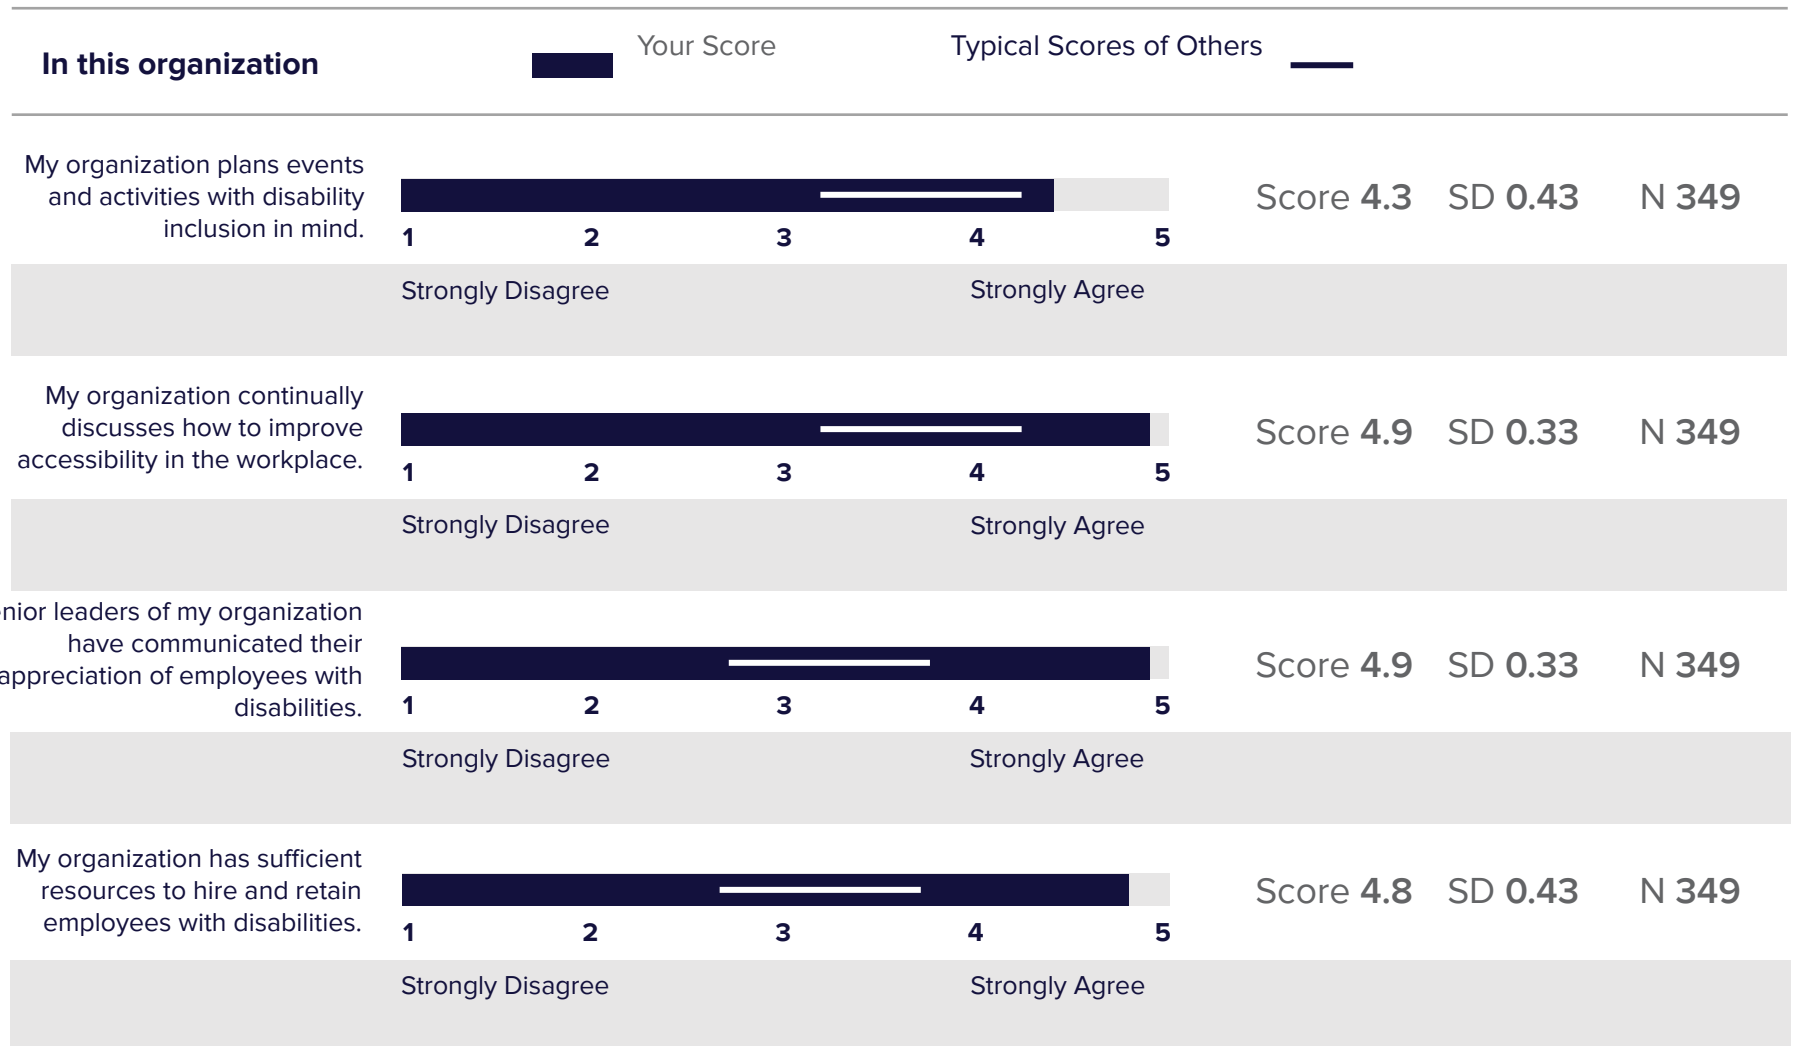 In this organization
Your Score
Typical Scores of Others
My organization plans events
and activities with disability
inclusion in mind.
1 2 3 4 5
Score 4.3 SD 0.43 N 349
Strongly Disagree Strongly Agree
My organization continually
discusses how to improve
accessibility in the workplace.
1 2 3 4 5
Score 4.9 SD 0.33 N 349
Strongly Disagree Strongly Agree
nior leaders of my organization
have communicated their
appreciation of employees with
disabilities.
1 2 3 4 5
Score 4.9 SD 0.33 N 349
Strongly Disagree Strongly Agree
My organization has sufficient
resources to hire and retain
employees with disabilities.
1 2 3 4 5
Score 4.8 SD 0.43 N 349
Strongly Disagree Strongly Agree